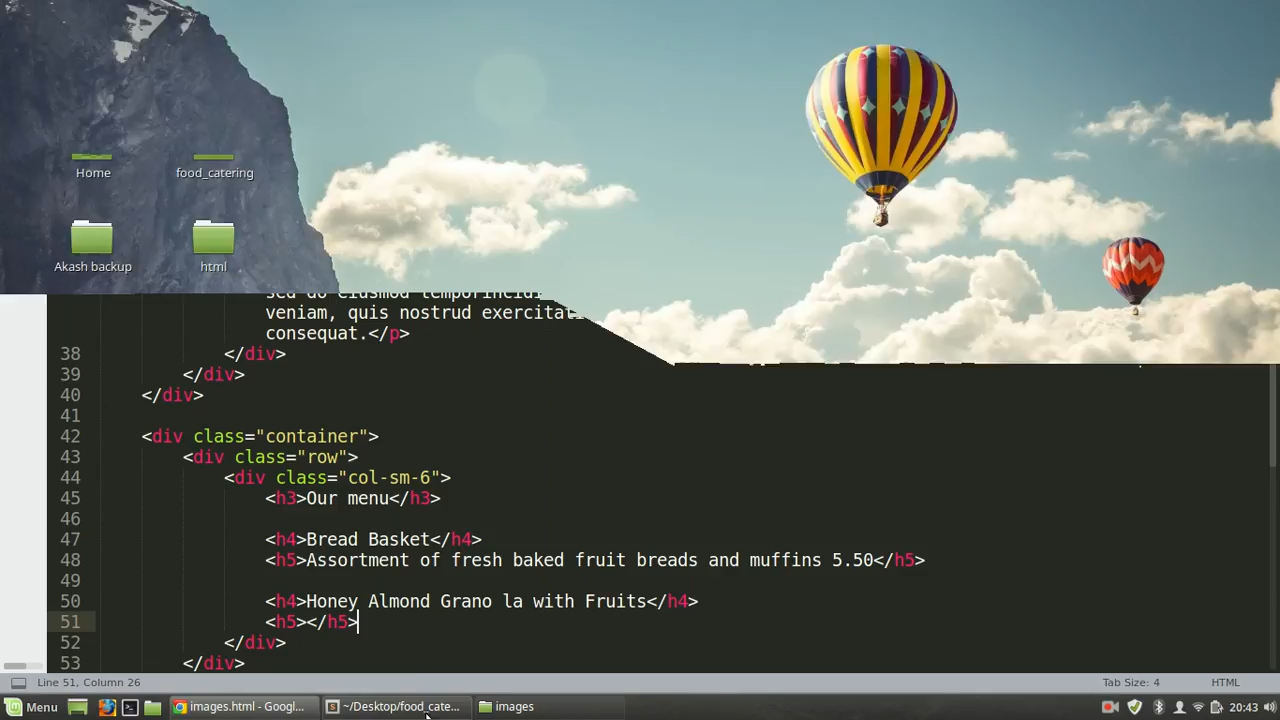 Home
food_catering
Akash backup
html
sed do eiusmod
veniam, quis nostrud
consequat.</p>
38 </div>
39 </div>
40 </div>
41
42 <div class="container">
43 <div class="row">
44 <div class="col-sm-6">
45 <h3>Our menu</h3>
46
47 <h4>Bread Basket</h4>
48 <h5>Assortment of fresh baked fruit breads and muffins 5.50</h5>
49
50 <h4>Honey Almond Grano la with Fruits</h4>
51 <h5></h5>
52 </div>
53 </div>
Line 51, Column 26
Tab Size: 4
HTML
Menu
images.html - Googl...
~/Desktop/food_cate...
images
20:43